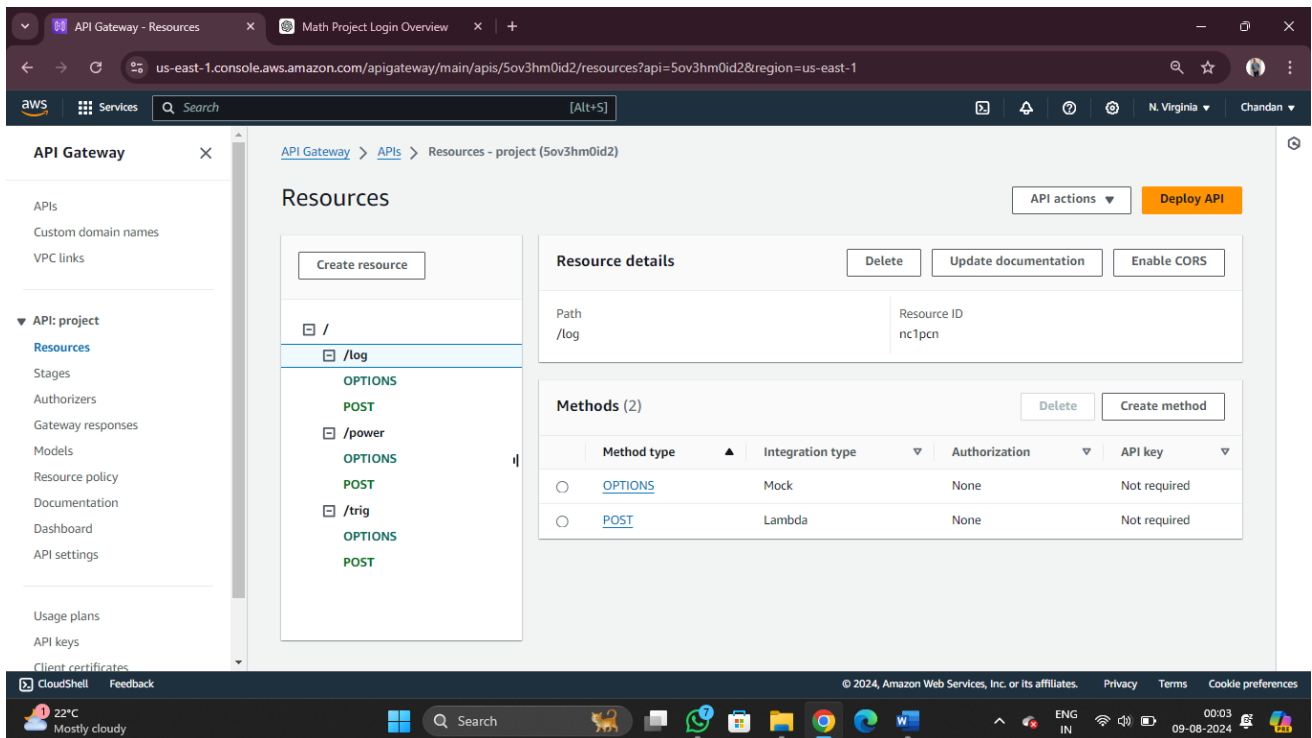 API Gateway - Resources
Math Project Login Overview
us-east-1.console.aws.amazon.com/apigateway/main/apis/5ov3hm0id2/resources?api=5ov3hm0id2&region=us-east-1
aws Services Search [Alt+S] N. Virginia Chandan
API Gateway
APIs
Custom domain names
VPC links
API: project
Resources
Stages
Authorizers
Gateway responses
Models
Resource policy
Documentation
Dashboard
API settings
Usage plans
API keys
Client certificates
API Gateway > APIs > Resources - project (5ov3hm0id2)
Resources
API actions Deploy API
Create resource
/
/log
OPTIONS
POST
/power
OPTIONS
POST
/trig
OPTIONS
POST
Resource details Delete Update documentation Enable CORS
Path Resource ID
/log nc1pcn
Methods (2) Delete Create method
Method type Integration type Authorization API key
OPTIONS Mock None Not required
POST Lambda None Not required
CloudShell Feedback © 2024, Amazon Web Services, Inc. or its affiliates. Privacy Terms Cookie preferences
1
22°C
Mostly cloudy
Search
7
ENG
IN
00:03
09-08-2024
PRE